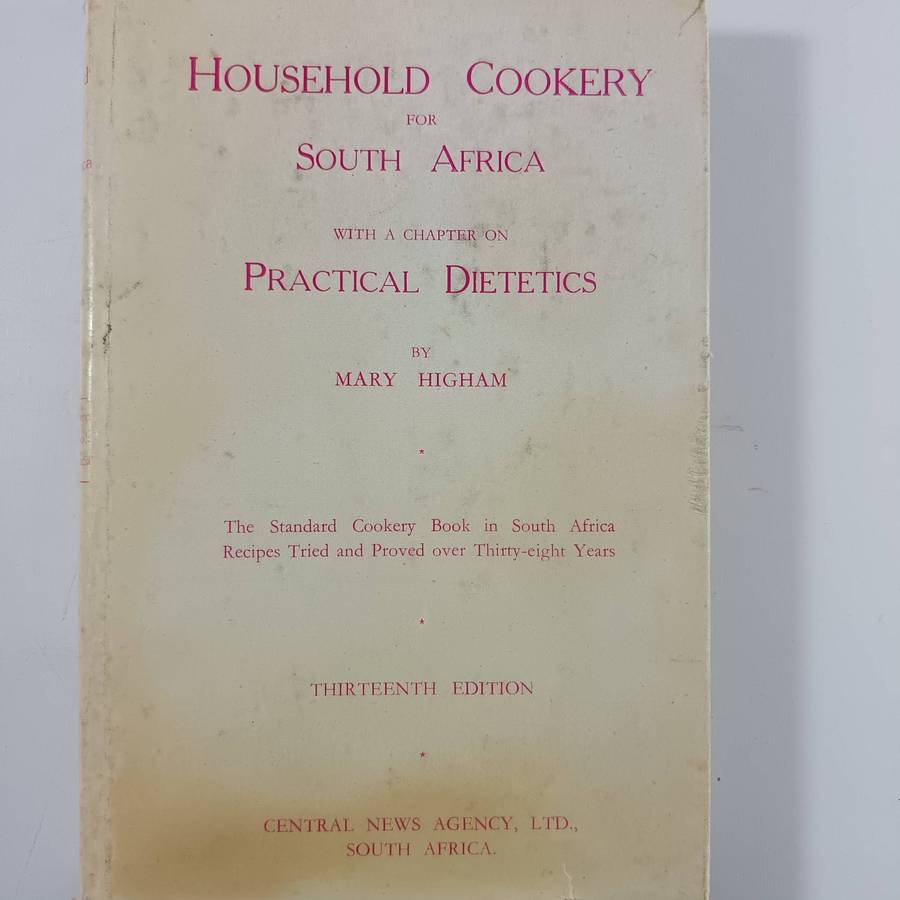 HOUSEHOLD COOKERY
FOR
SOUTH AFRICA
WITH A CHAPTER ON
PRACTICAL DIETETICS
BY
MARY HIGHAM
*
The Standard Cookery Book in South Africa
Recipes Tried and Proved over Thirty-eight Years
*
THIRTEENTH EDITION
*
CENTRAL NEWS AGENCY, LTD.,
SOUTH AFRICA.